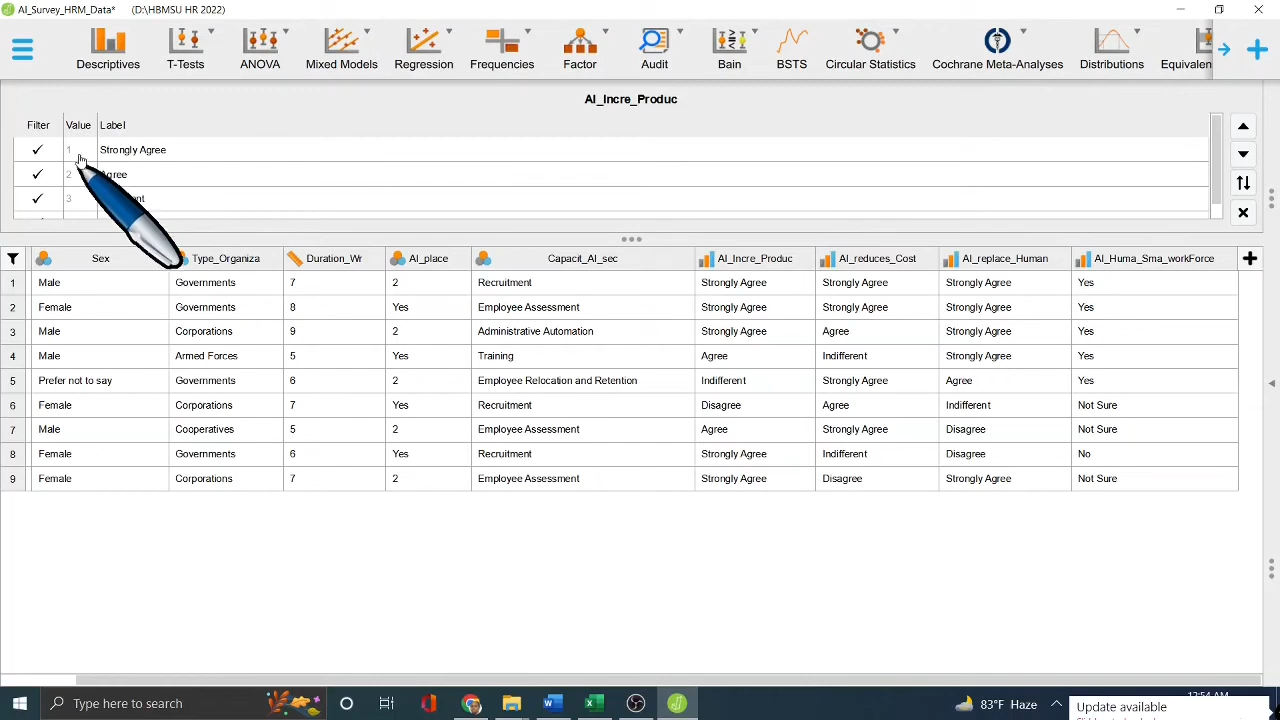 AI_Survey_HRM_Data* (D:\HBMSU HR 2022)
Descriptives T-Tests ANOVA Mixed Models Regression Frequencies Factor Audit Bain BSTS Circular Statistics Cochrane Meta-Analyses Distributions Equivalen
AI_Incre_Produc
Filter Value Label
1 Strongly Agree
2 Agree
3
Sex Type_Organiza Duration_Wr AI_place Capacit_AI_sec AI_Incre_Produc AI_reduces_Cost AI_replace_Human AI_Huma_Sma_workForce
1 Male Governments 7 2 Recruitment Strongly Agree Strongly Agree Strongly Agree Yes
2 Female Governments 8 Yes Employee Assessment Strongly Agree Strongly Agree Strongly Agree Yes
3 Male Corporations 9 2 Administrative Automation Strongly Agree Agree Strongly Agree Yes
4 Male Armed Forces 5 Yes Training Agree Indifferent Strongly Agree Yes
5 Prefer not to say Governments 6 2 Employee Relocation and Retention Indifferent Strongly Agree Agree Yes
6 Female Corporations 7 Yes Recruitment Disagree Agree Indifferent Not Sure
7 Male Cooperatives 5 2 Employee Assessment Agree Strongly Agree Disagree Not Sure
8 Female Governments 6 Yes Recruitment Strongly Agree Indifferent Disagree No
9 Female Corporations 7 2 Employee Assessment Strongly Agree Disagree Strongly Agree Not Sure
Type here to search
83°F Haze
12:54 AM
Update available